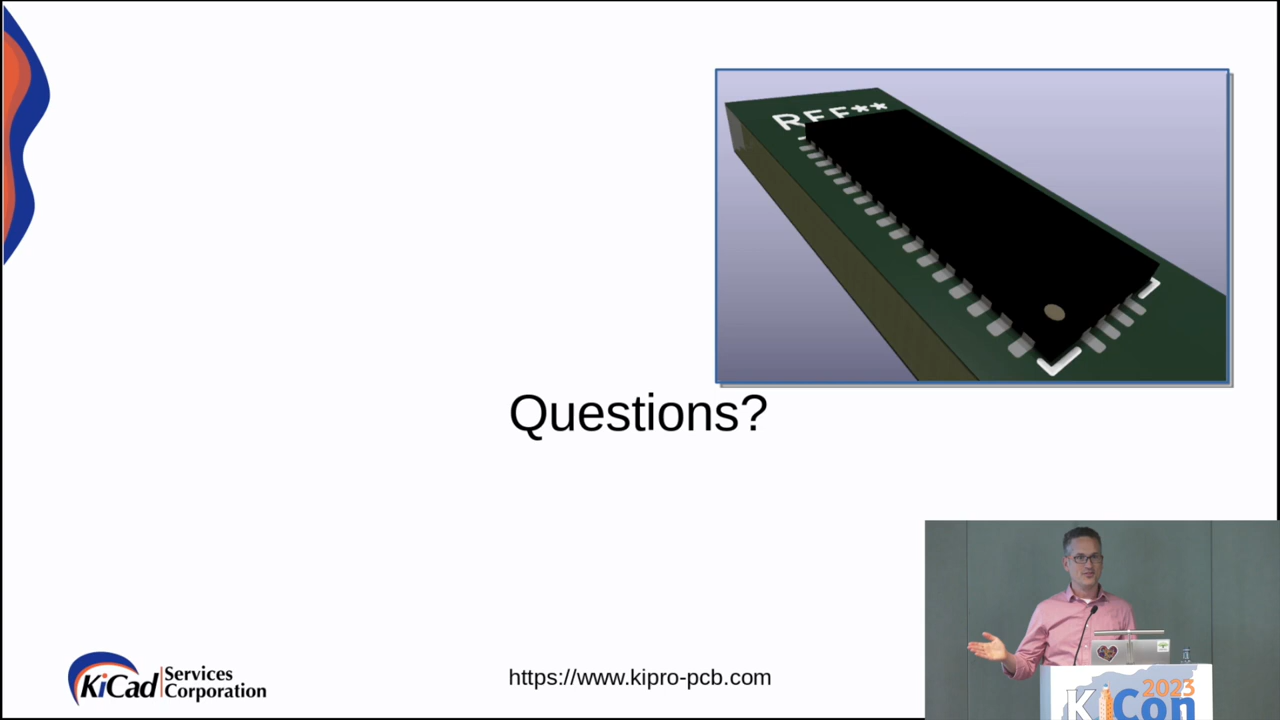 REF**
Questions?
KiCad
Services
Corporation
https://www.kipro-pcb.com
2023
KiCon